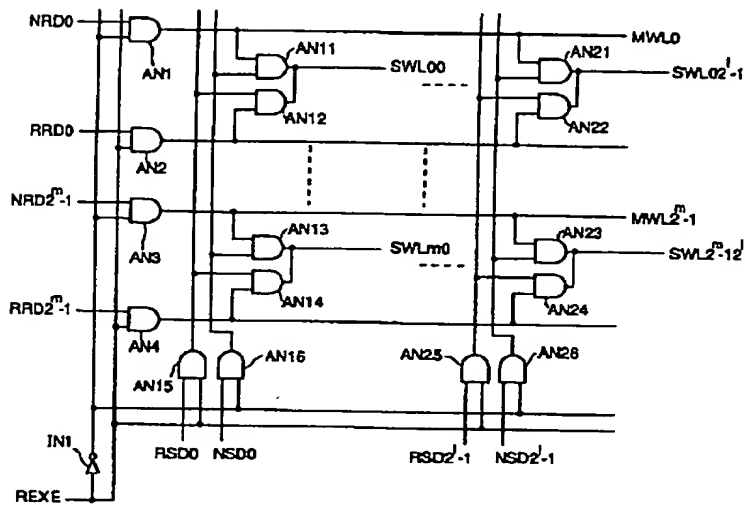 NRD0
MWL0
AN1
AN11
SWL00
AN21
SWL02^l-1
AN12
AN22
RRD0
AN2
NRD2^m-1
MWL2^m-1
AN3
AN13
SWLm0
AN23
SWL2^m-12^l
AN14
AN24
RRD2^m-1
AN4
AN15
AN16
AN25
AN26
IN1
RSD0
NSD0
RSD2^l-1
NSD2^l-1
REXE